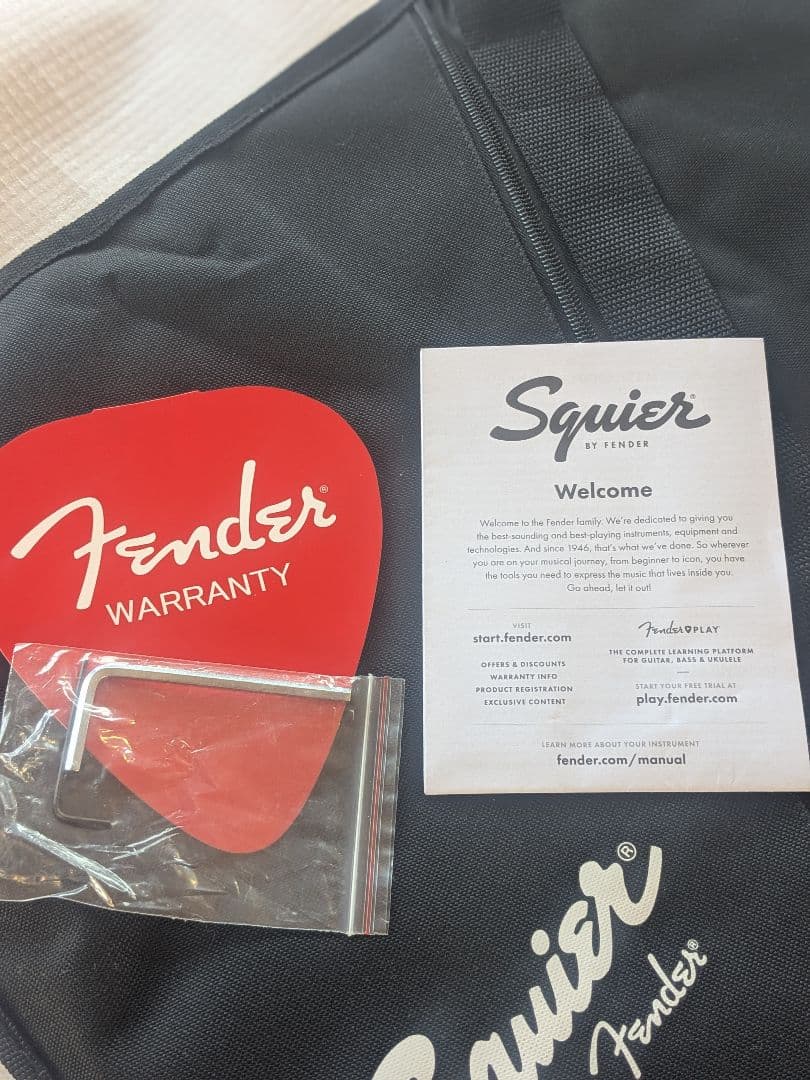 Fender®
WARRANTY
Squier®
BY FENDER
Welcome
Welcome to the Fender family. We're dedicated to giving you
the best-sounding and best-playing instruments, equipment and
technologies. And since 1946, that's what we've done. So wherever
you are on your musical journey, from beginner to icon, you have
the tools you need to express the music that lives inside you.
Go ahead, let it out!
VISIT
start.fender.com
OFFERS & DISCOUNTS
WARRANTY INFO
PRODUCT REGISTRATION
EXCLUSIVE CONTENT
Fender PLAY
THE COMPLETE LEARNING PLATFORM
FOR GUITAR, BASS & UKULELE
START YOUR FREE TRIAL AT
play.fender.com
LEARN MORE ABOUT YOUR INSTRUMENT
fender.com/manual
Squier®
Fender®